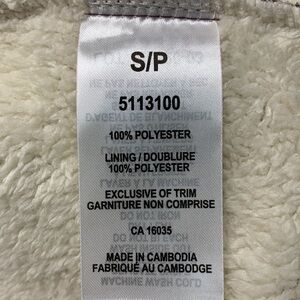 S/P
5113100
100% POLYESTER
LINING / DOUBLURE
100% POLYESTER
EXCLUSIVE OF TRIM
GARNITURE NON COMPRISE
CA 16035
MADE IN CAMBODIA
FABRIQUÉ AU CAMBODGE